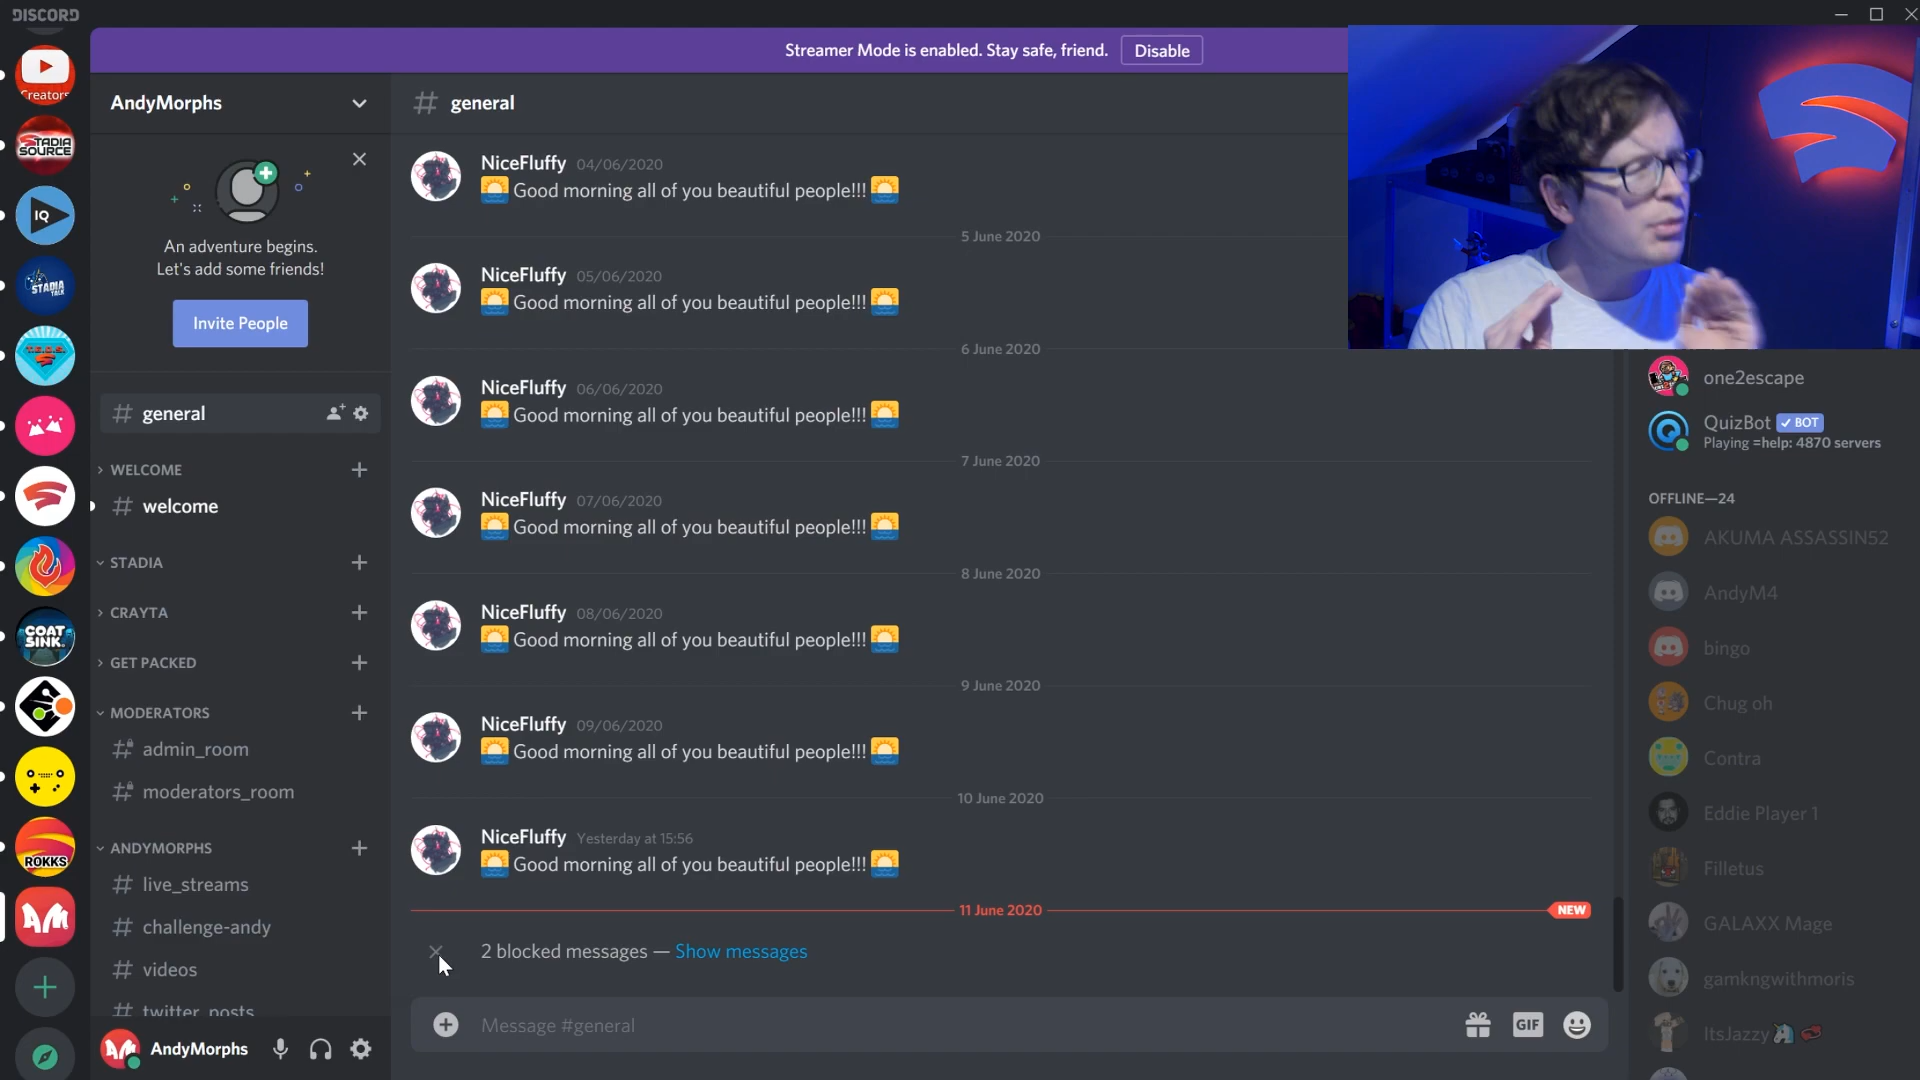 DISCORD
Streamer Mode is enabled. Stay safe, friend.
Disable
Creators
STADIA
SOURCE
IQ
STADIA
TALK
COAT
SINK.
ROKKS
AM
AndyMorphs
An adventure begins.
Let's add some friends!
Invite People
general
WELCOME
welcome
STADIA
CRAYTA
GET PACKED
MODERATORS
admin_room
moderators_room
ANDYMORPHS
live_streams
challenge-andy
videos
twitter_posts
AndyMorphs
# general
NiceFluffy 04/06/2020
Good morning all of you beautiful people!!!
5 June 2020
NiceFluffy 05/06/2020
Good morning all of you beautiful people!!!
6 June 2020
NiceFluffy 06/06/2020
Good morning all of you beautiful people!!!
7 June 2020
NiceFluffy 07/06/2020
Good morning all of you beautiful people!!!
8 June 2020
NiceFluffy 08/06/2020
Good morning all of you beautiful people!!!
9 June 2020
NiceFluffy 09/06/2020
Good morning all of you beautiful people!!!
10 June 2020
NiceFluffy Yesterday at 15:56
Good morning all of you beautiful people!!!
11 June 2020
NEW
2 blocked messages — Show messages
Message #general
GIF
one2escape
QuizBot ✓ BOT
Playing =help: 4870 servers
OFFLINE—24
AKUMA ASSASSIN52
AndyM4
bingo
Chug oh
Contra
Eddie Player 1
Filletus
GALAXX Mage
gamkngwithmoris
ItsJazzy